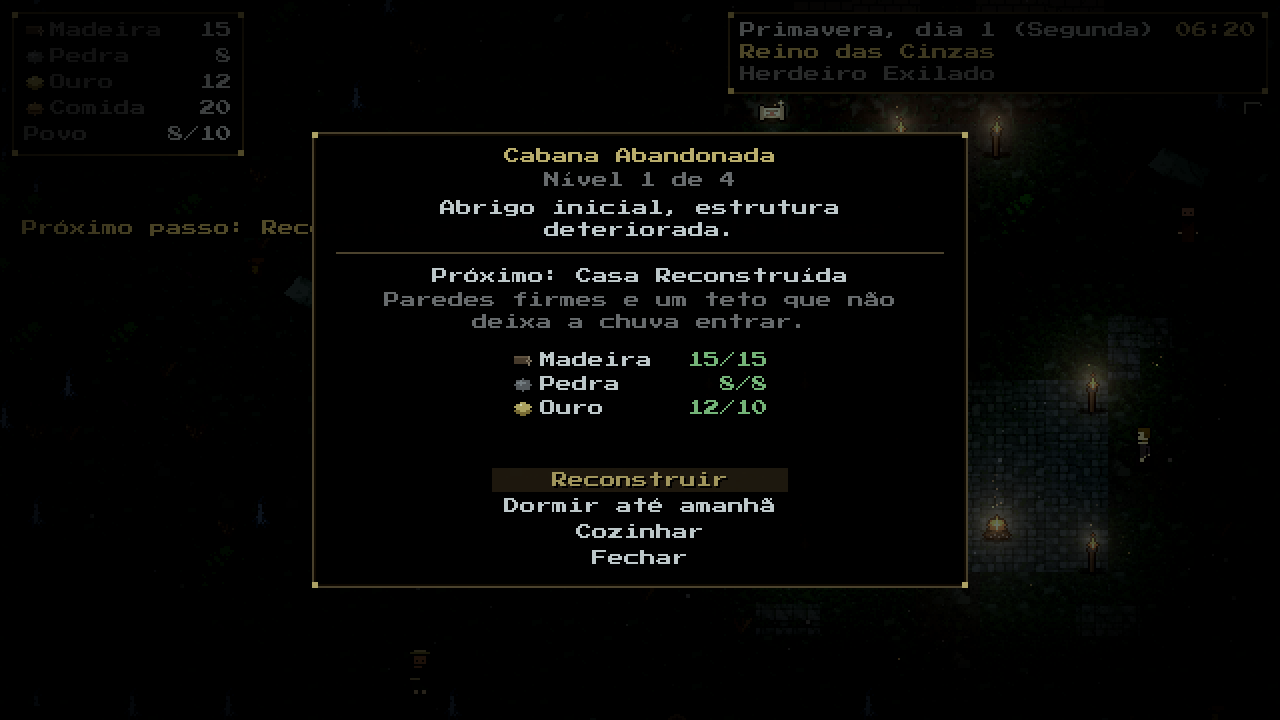 Madeira 15
Pedra 8
Ouro 12
Comida 20
Povo 8/10
Primavera, dia 1 (Segunda) 06:20
Reino das Cinzas
Herdeiro Exilado
Próximo passo:
Cabana Abandonada
Nível 1 de 4
Abrigo inicial, estrutura
deteriorada.
Próximo: Casa Reconstruída
Paredes firmes e um teto que não
deixa a chuva entrar.
Madeira 15/15
Pedra 8/8
Ouro 12/10
Reconstruir
Dormir até amanhã
Cozinhar
Fechar